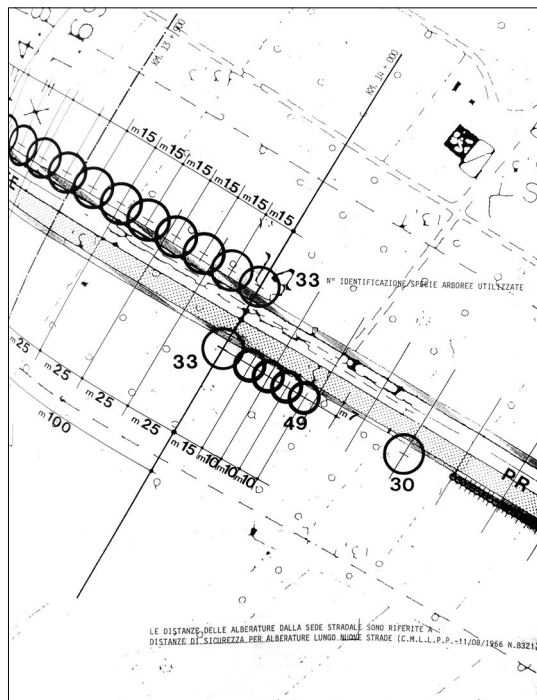 4.8
KM. 13 + 900
KM. 14 + 000
m15
m15
m15
m15
m15
m15
33 N° IDENTIFICAZIONE/SPECIE ARBOREE UTILIZZATE
33
m25
m25
m25
m25
m15
m10
m10
m10
m100
49
m7
30
PR
LE DISTANZE DELLE ALBERATURE DALLA SEDE STRADALE SONO RIFERITE A
DISTANZE DI SICUREZZA PER ALBERATURE LUNGO NUOVE STRADE (C.M.L.L.P.P.-11/08/1966 N.8321)